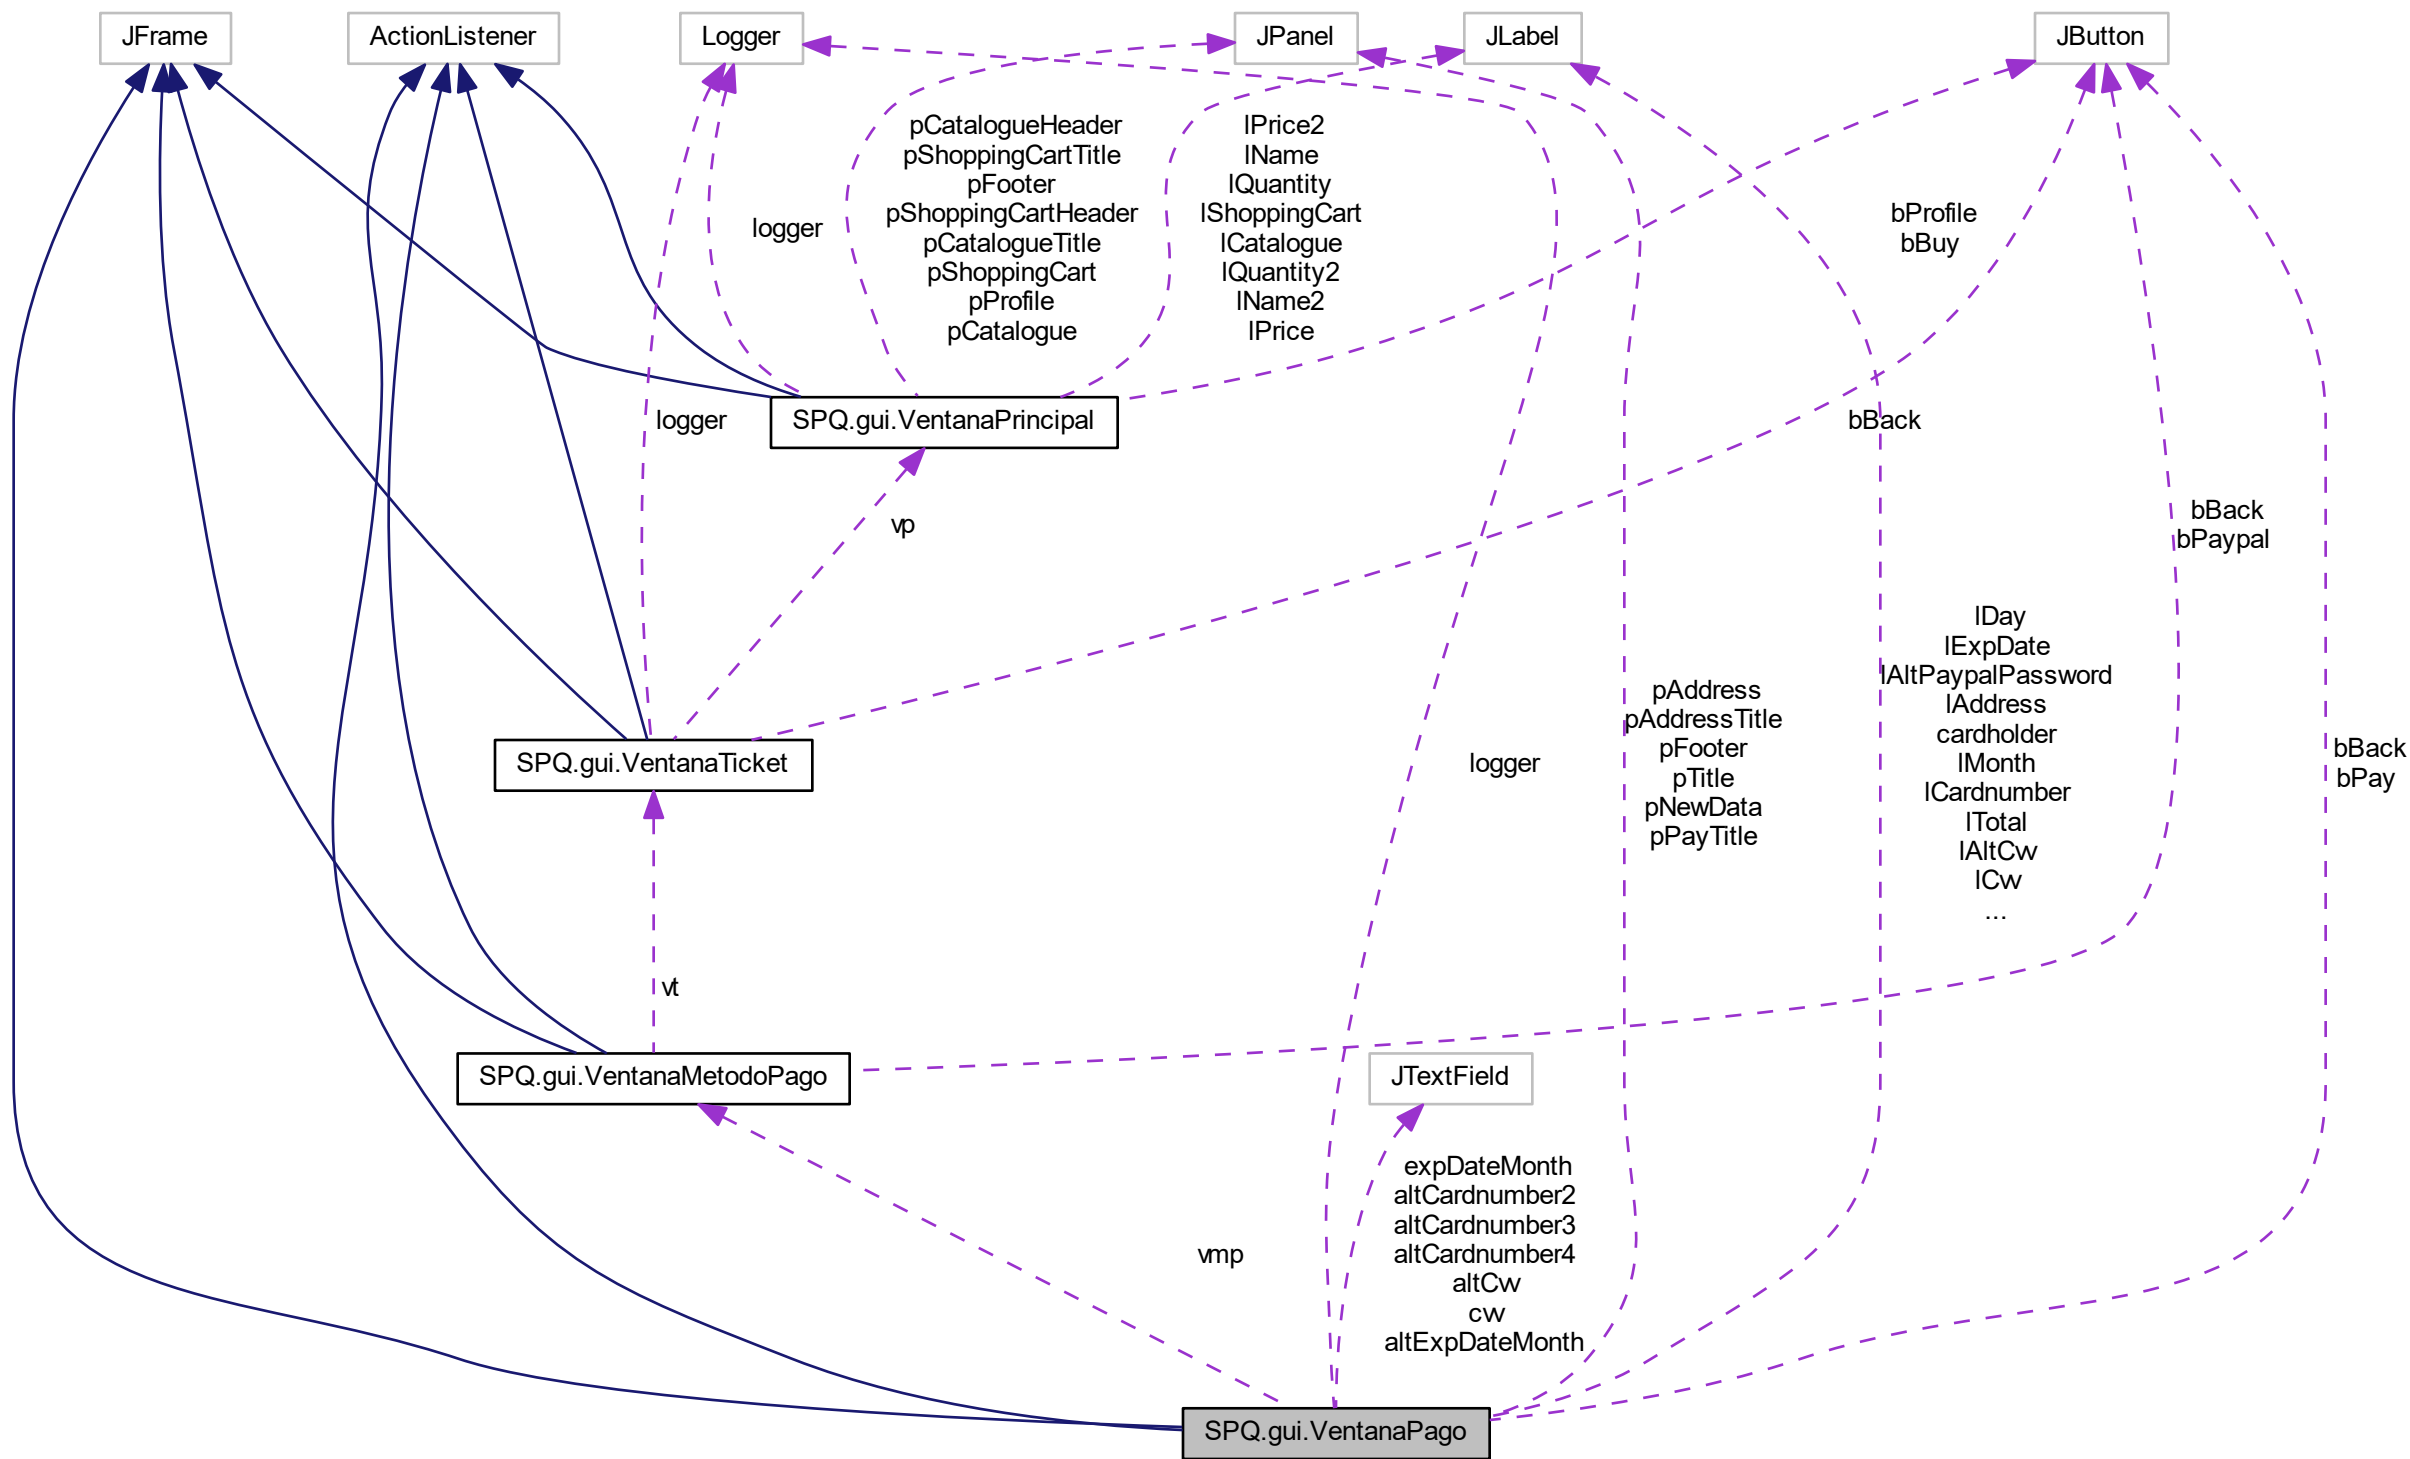 JFrame
ActionListener
Logger
JPanel
JLabel
JButton
pCatalogueHeader
pShoppingCartTitle
pFooter
pShoppingCartHeader
pCatalogueTitle
pShoppingCart
pProfile
pCatalogue
lPrice2
lName
lQuantity
lShoppingCart
lCatalogue
lQuantity2
lName2
lPrice
logger
bProfile
bBuy
logger
SPQ.gui.VentanaPrincipal
bBack
vp
bBack
bPaypal
lDay
lExpDate
lAltPaypalPassword
lAddress
cardholder
lMonth
lCardnumber
lTotal
lAltCvv
lCvv
...
pAddress
pAddressTitle
pFooter
pTitle
pNewData
pPayTitle
SPQ.gui.VentanaTicket
logger
bBack
bPay
vt
SPQ.gui.VentanaMetodoPago
JTextField
vmp
expDateMonth
altCardnumber2
altCardnumber3
altCardnumber4
altCvv
cvv
altExpDateMonth
SPQ.gui.VentanaPago